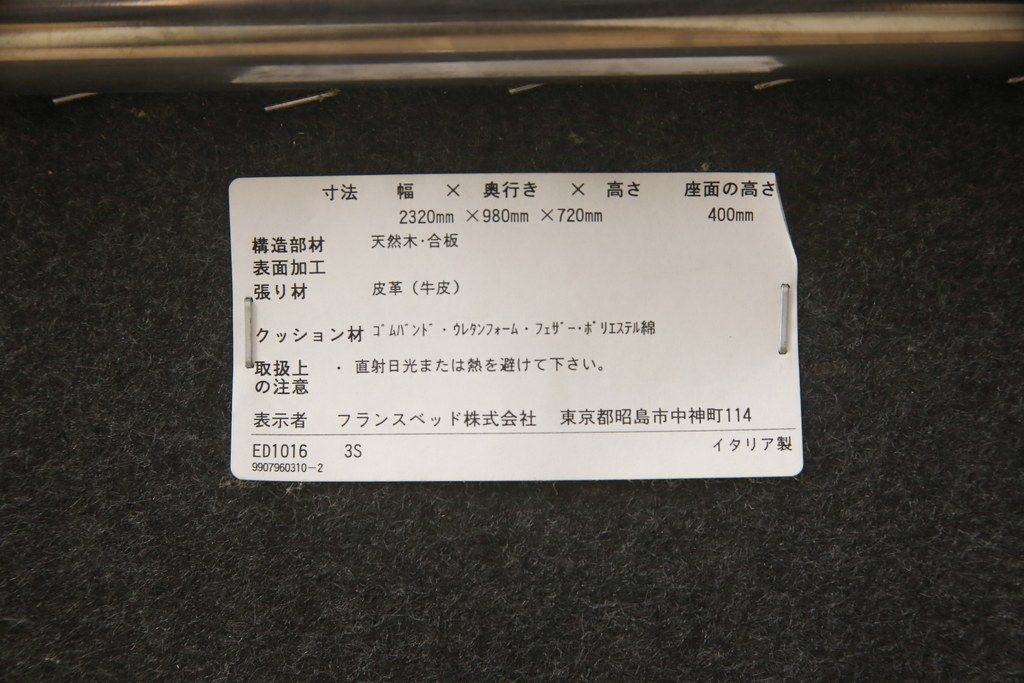 寸法 幅 × 奥行き × 高さ 座面の高さ
2320mm ×980mm ×720mm 400mm
構造部材 天然木・合板
表面加工
張り材 皮革（牛皮）
クッション材 ｺﾞﾑﾊﾞﾝﾄﾞ・ｳﾚﾀﾝﾌｫｰﾑ・ﾌｪｻﾞｰ・ﾎﾟﾘｴｽﾃﾙ綿
取扱上 ・ 直射日光または熱を避けて下さい。
の注意
表示者 フランスベッド株式会社 東京都昭島市中神町114
ED1016 3S イタリア製
9907960310-2